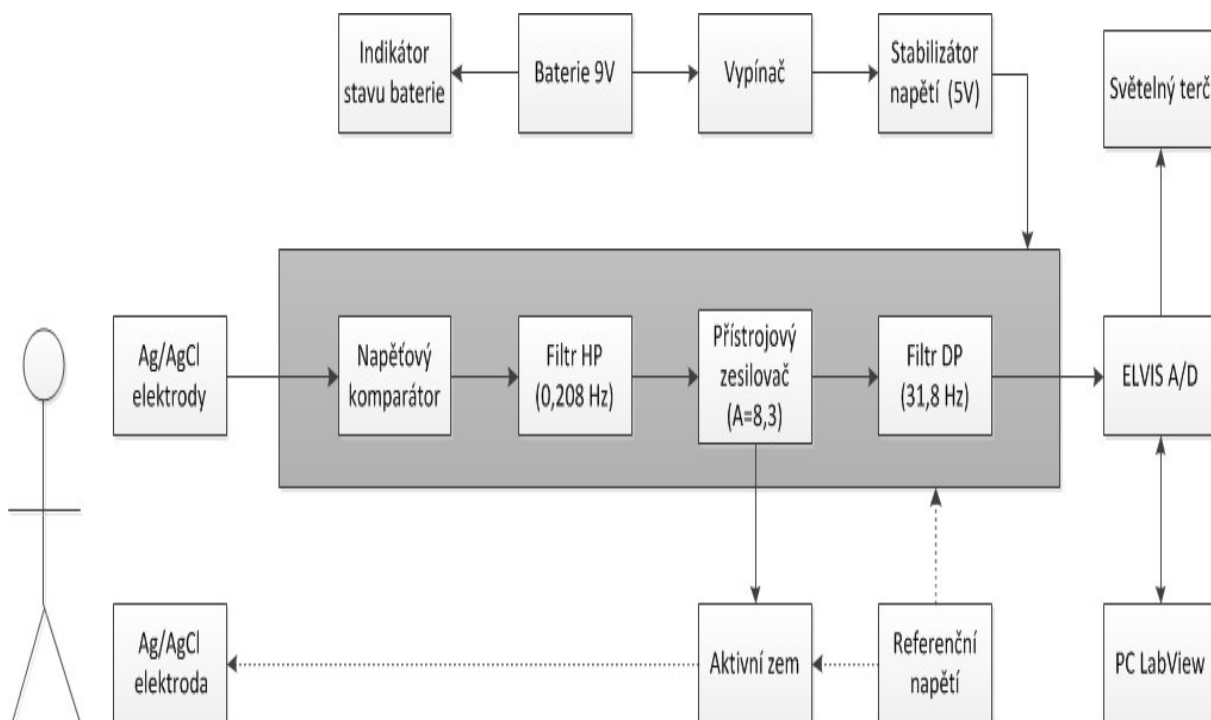 Indikátor
stavu baterie
Baterie 9V
Vypínač
Stabilizátor
napětí (5V)
Světelný terč
Ag/AgCl
elektrody
Napěťový
komparátor
Filtr HP
(0,208 Hz)
Přístrojový
zesilovač
(A=8,3)
Filtr DP
(31,8 Hz)
ELVIS A/D
Ag/AgCl
elektroda
Aktivní zem
Referenční
napětí
PC LabView